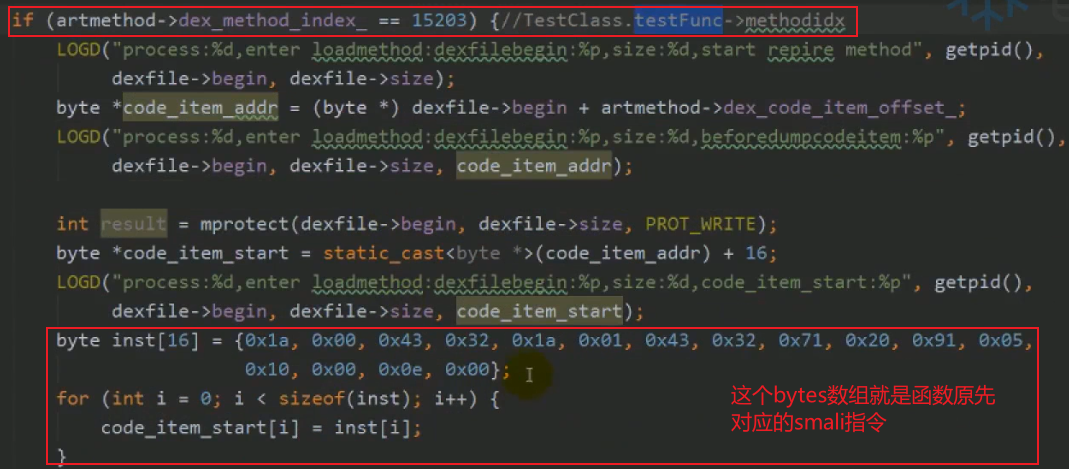 if (artmethod->dex_method_index_ == 15203) {//TestClass.testFunc->methodidx
LOGD("process:%d,enter loadmethod:dexfilebegin:%p,size:%d,start repire method", getpid(),
dexfile->begin, dexfile->size);
byte *code_item_addr = (byte *) dexfile->begin + artmethod->dex_code_item_offset_;
LOGD("process:%d,enter loadmethod:dexfilebegin:%p,size:%d,beforedumpcodeitem:%p", getpid(),
dexfile->begin, dexfile->size, code_item_addr);
int result = mprotect(dexfile->begin, dexfile->size, PROT_WRITE);
byte *code_item_start = static_cast<byte *>(code_item_addr) + 16;
LOGD("process:%d,enter loadmethod:dexfilebegin:%p,size:%d,code_item_start:%p", getpid(),
dexfile->begin, dexfile->size, code_item_start);
byte inst[16] = {0x1a, 0x00, 0x43, 0x32, 0x1a, 0x01, 0x43, 0x32, 0x71, 0x20, 0x91, 0x05,
0x10, 0x00, 0x0e, 0x00};
for (int i = 0; i < sizeof(inst); i++) {
code_item_start[i] = inst[i];
}
这个bytes数组就是函数原先
对应的smali指令